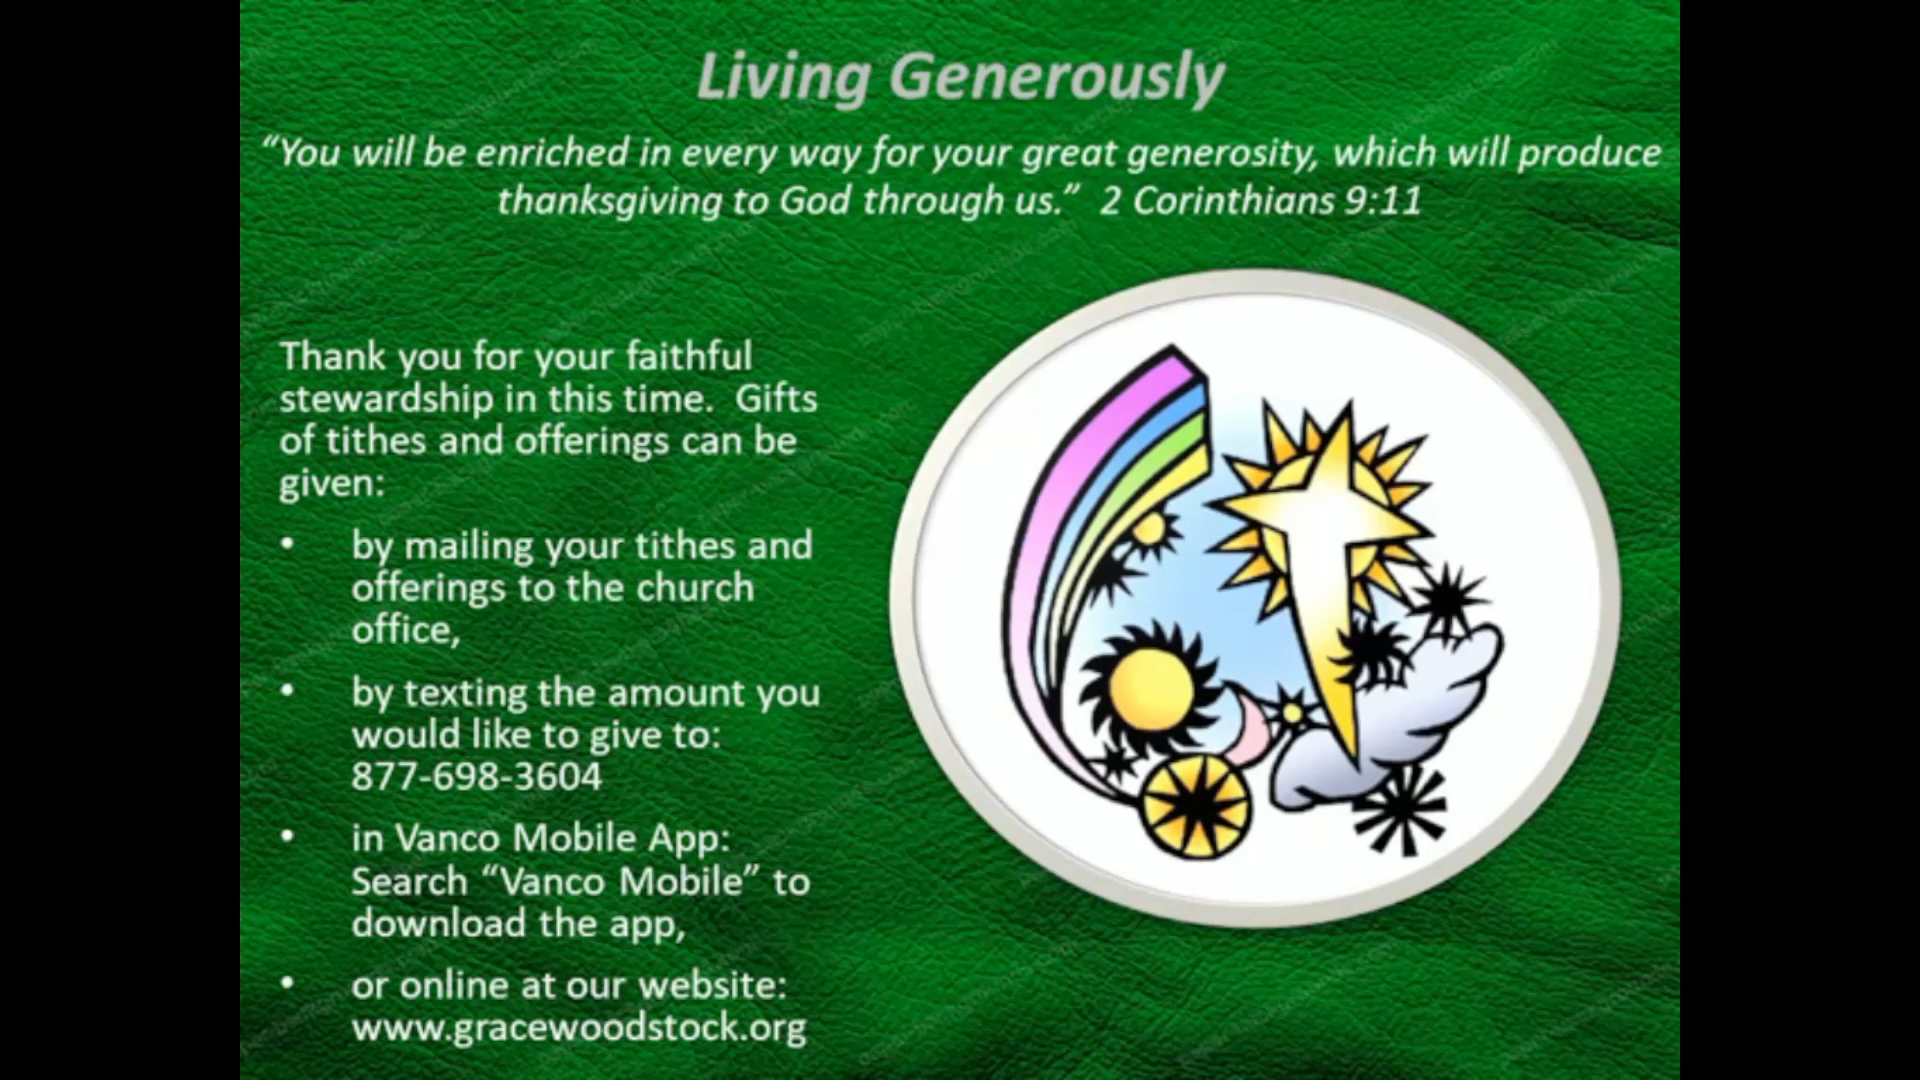 Living Generously
“You will be enriched in every way for your great generosity, which will produce
thanksgiving to God through us.”  2 Corinthians 9:11
Thank you for your faithful
stewardship in this time.  Gifts
of tithes and offerings can be
given:
• by mailing your tithes and
offerings to the church
office,
• by texting the amount you
would like to give to:
877-698-3604
• in Vanco Mobile App:
Search “Vanco Mobile” to
download the app,
• or online at our website:
www.gracewoodstock.org